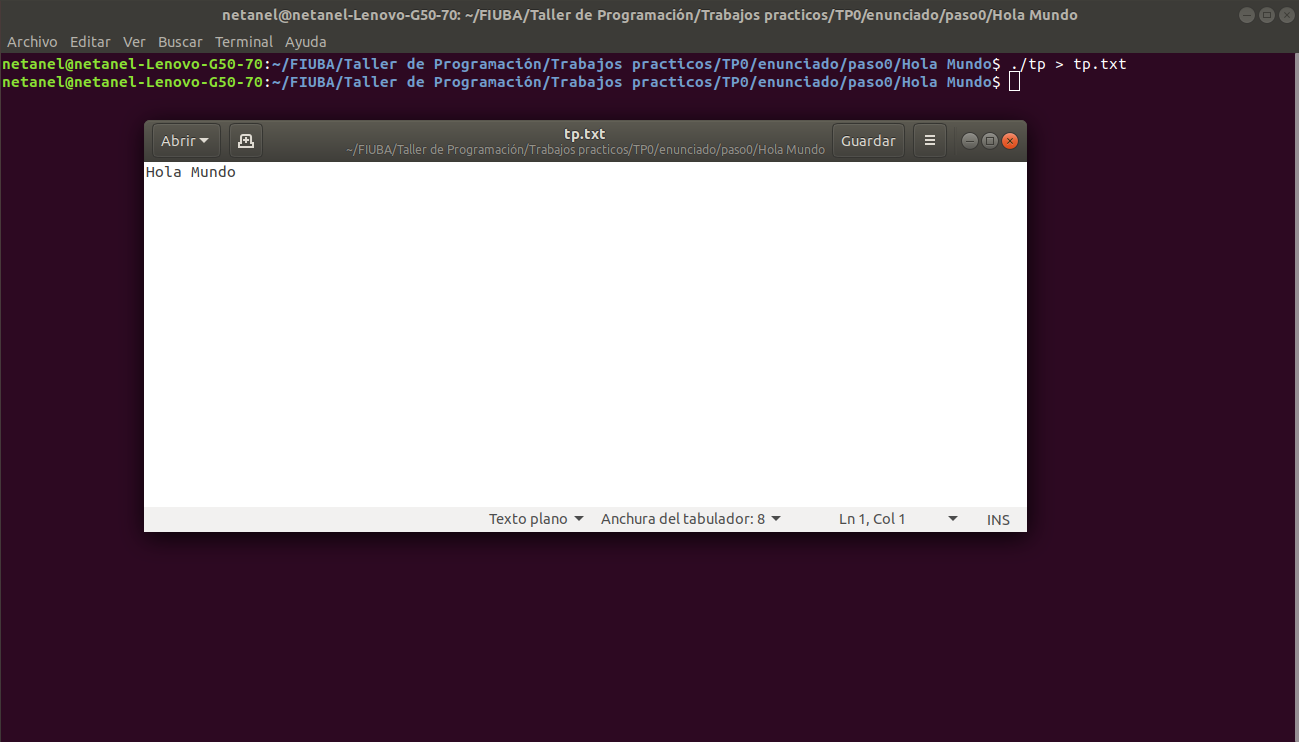 netanel@netanel-Lenovo-G50-70: ~/FIUBA/Taller de Programación/Trabajos practicos/TP0/enunciado/paso0/Hola Mundo
Archivo Editar Ver Buscar Terminal Ayuda
netanel@netanel-Lenovo-G50-70:~/FIUBA/Taller de Programación/Trabajos practicos/TP0/enunciado/paso0/Hola Mundo$ ./tp > tp.txt
netanel@netanel-Lenovo-G50-70:~/FIUBA/Taller de Programación/Trabajos practicos/TP0/enunciado/paso0/Hola Mundo$
Abrir tp.txt Guardar
~/FIUBA/Taller de Programación/Trabajos practicos/TP0/enunciado/paso0/Hola Mundo
Hola Mundo
Texto plano Anchura del tabulador: 8 Ln 1, Col 1 INS